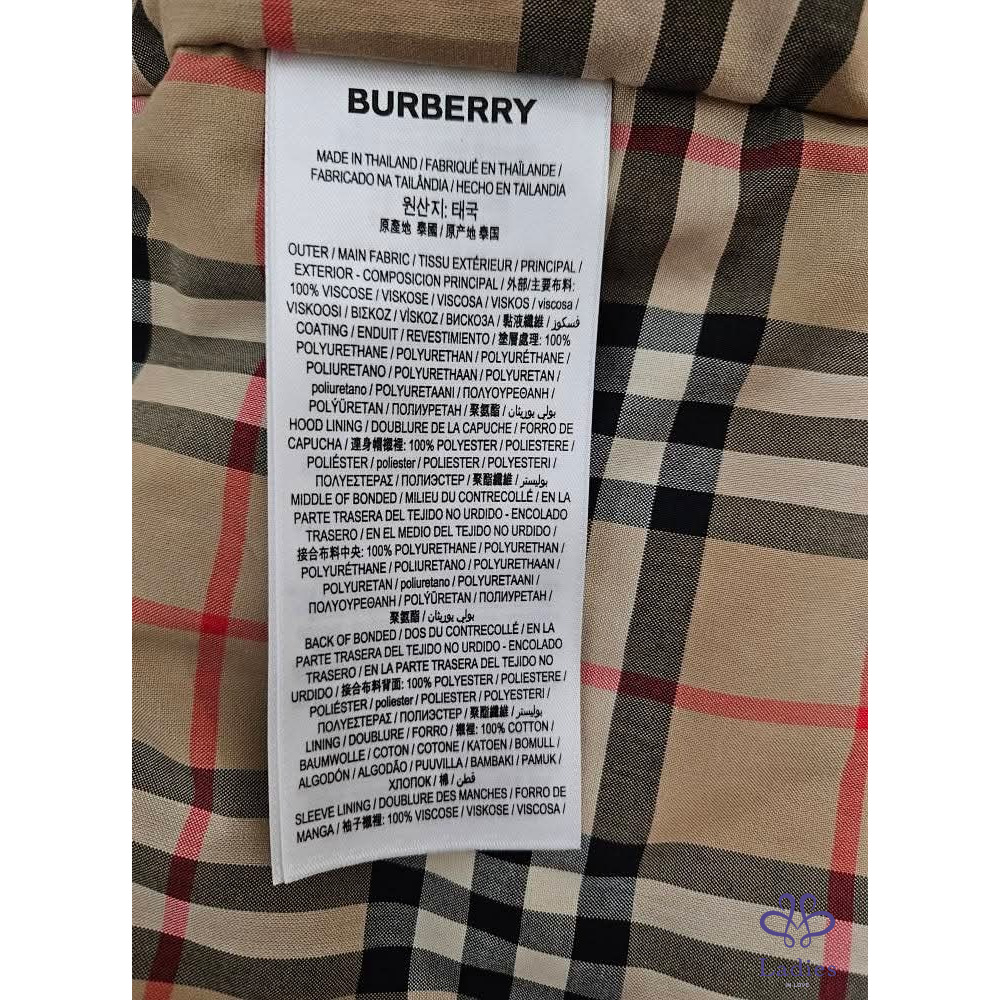 BURBERRY
MADE IN THAILAND / FABRIQUÉ EN THAÏLANDE /
FABRICADO NA TAILÂNDIA / HECHO EN TAILANDIA
원산지: 태국
原產地 泰國 / 原产地 泰国
OUTER / MAIN FABRIC / TISSU EXTÉRIEUR / PRINCIPAL /
EXTERIOR - COMPOSICION PRINCIPAL / 外部/主要布料:
100% VISCOSE / VISKOSE / VISCOSA / VISKOS / viscosa /
VISKOOSI / ΒΙΣΚΟΖ / VÍSKOZ / ВИСКОЗА / 黏液纖維 / فسكوز
COATING / ENDUIT / REVESTIMIENTO / 塗層處理: 100%
POLYURETHANE / POLYURETHAN / POLYURÉTHANE /
POLIURETANO / POLYURETHAAN / POLYURETAN /
poliuretano / POLYURETAANI / ΠΟΛΥΟΥΡΕΘΑΝΗ /
POLÝŪRETAN / ПОЛИУРЕТАН / 聚氨酯 / بولي يوريثان
HOOD LINING / DOUBLURE DE LA CAPUCHE / FORRO DE
CAPUCHA / 連身帽襯裡: 100% POLYESTER / POLIESTERE /
POLIÉSTER / poliester / POLIESTER / POLYESTERI /
ΠΟΛΥΕΣΤΕΡΑΣ / ПОЛИЭСТЕР / 聚酯纖維 / بوليستر
MIDDLE OF BONDED / MILIEU DU CONTRECOLLÉ / EN LA
PARTE TRASERA DEL TEJIDO NO URDIDO - ENCOLADO
TRASERO / EN EL MEDIO DEL TEJIDO NO URDIDO /
接合布料中央: 100% POLYURETHANE / POLYURETHAN /
POLYURÉTHANE / POLIURETANO / POLYURETHAAN /
POLYURETAN / poliuretano / POLYURETAANI /
ΠΟΛΥΟΥΡΕΘΑΝΗ / POLÝŪRETAN / ПОЛИУРЕТАН /
聚氨酯 / بولي يوريثان
BACK OF BONDED / DOS DU CONTRECOLLÉ / EN LA
PARTE TRASERA DEL TEJIDO NO URDIDO - ENCOLADO
TRASERO / EN LA PARTE TRASERA DEL TEJIDO NO
URDIDO / 接合布料背面: 100% POLYESTER / POLIESTERE /
POLIÉSTER / poliester / POLIESTER / POLYESTERI /
ΠΟΛΥΕΣΤΕΡΑΣ / ПОЛИЭСТЕР / 聚酯纖維 / بوليستر
LINING / DOUBLURE / FORRO / 襯裡: 100% COTTON /
BAUMWOLLE / COTON / COTONE / KATOEN / BOMULL /
ALGODÓN / ALGODÃO / PUUVILLA / ΒΑΜΒΑΚΙ / PAMUK /
ХЛОПОК / 棉 / قطن
SLEEVE LINING / DOUBLURE DES MANCHES / FORRO DE
MANGA / 袖子襯裡: 100% VISCOSE / VISKOSE / VISCOSA /
Ladies
IN LOVE